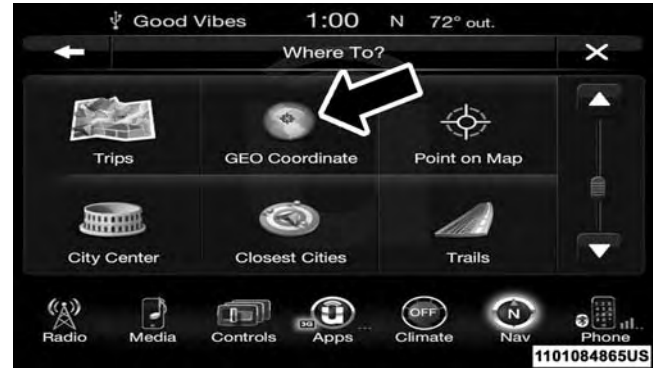 Good Vibes 1:00 N 72° out.
Where To?
Trips GEO Coordinate Point on Map
City Center Closest Cities Trails
OFF N
3G ...
Radio Media Controls Apps Climate Nav Phone
1101084865US